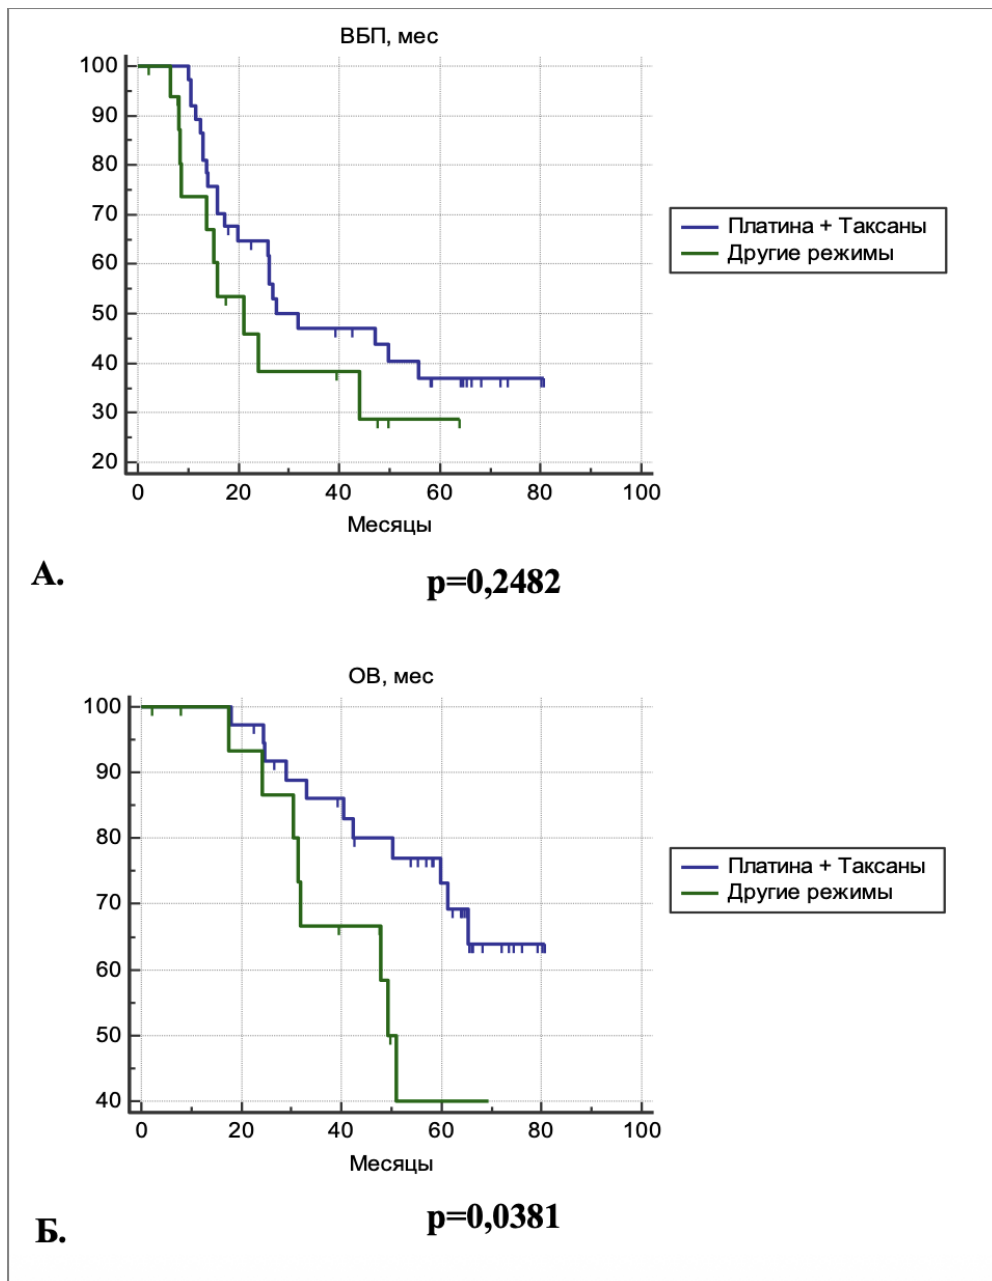 ВБП, мес
100
90
80
70
60
50
40
30
20
0 20 40 60 80 100
Месяцы
Платина + Таксаны
Другие режимы
А.
p=0,2482
ОВ, мес
100
90
80
70
60
50
40
0 20 40 60 80 100
Месяцы
Платина + Таксаны
Другие режимы
Б.
p=0,0381